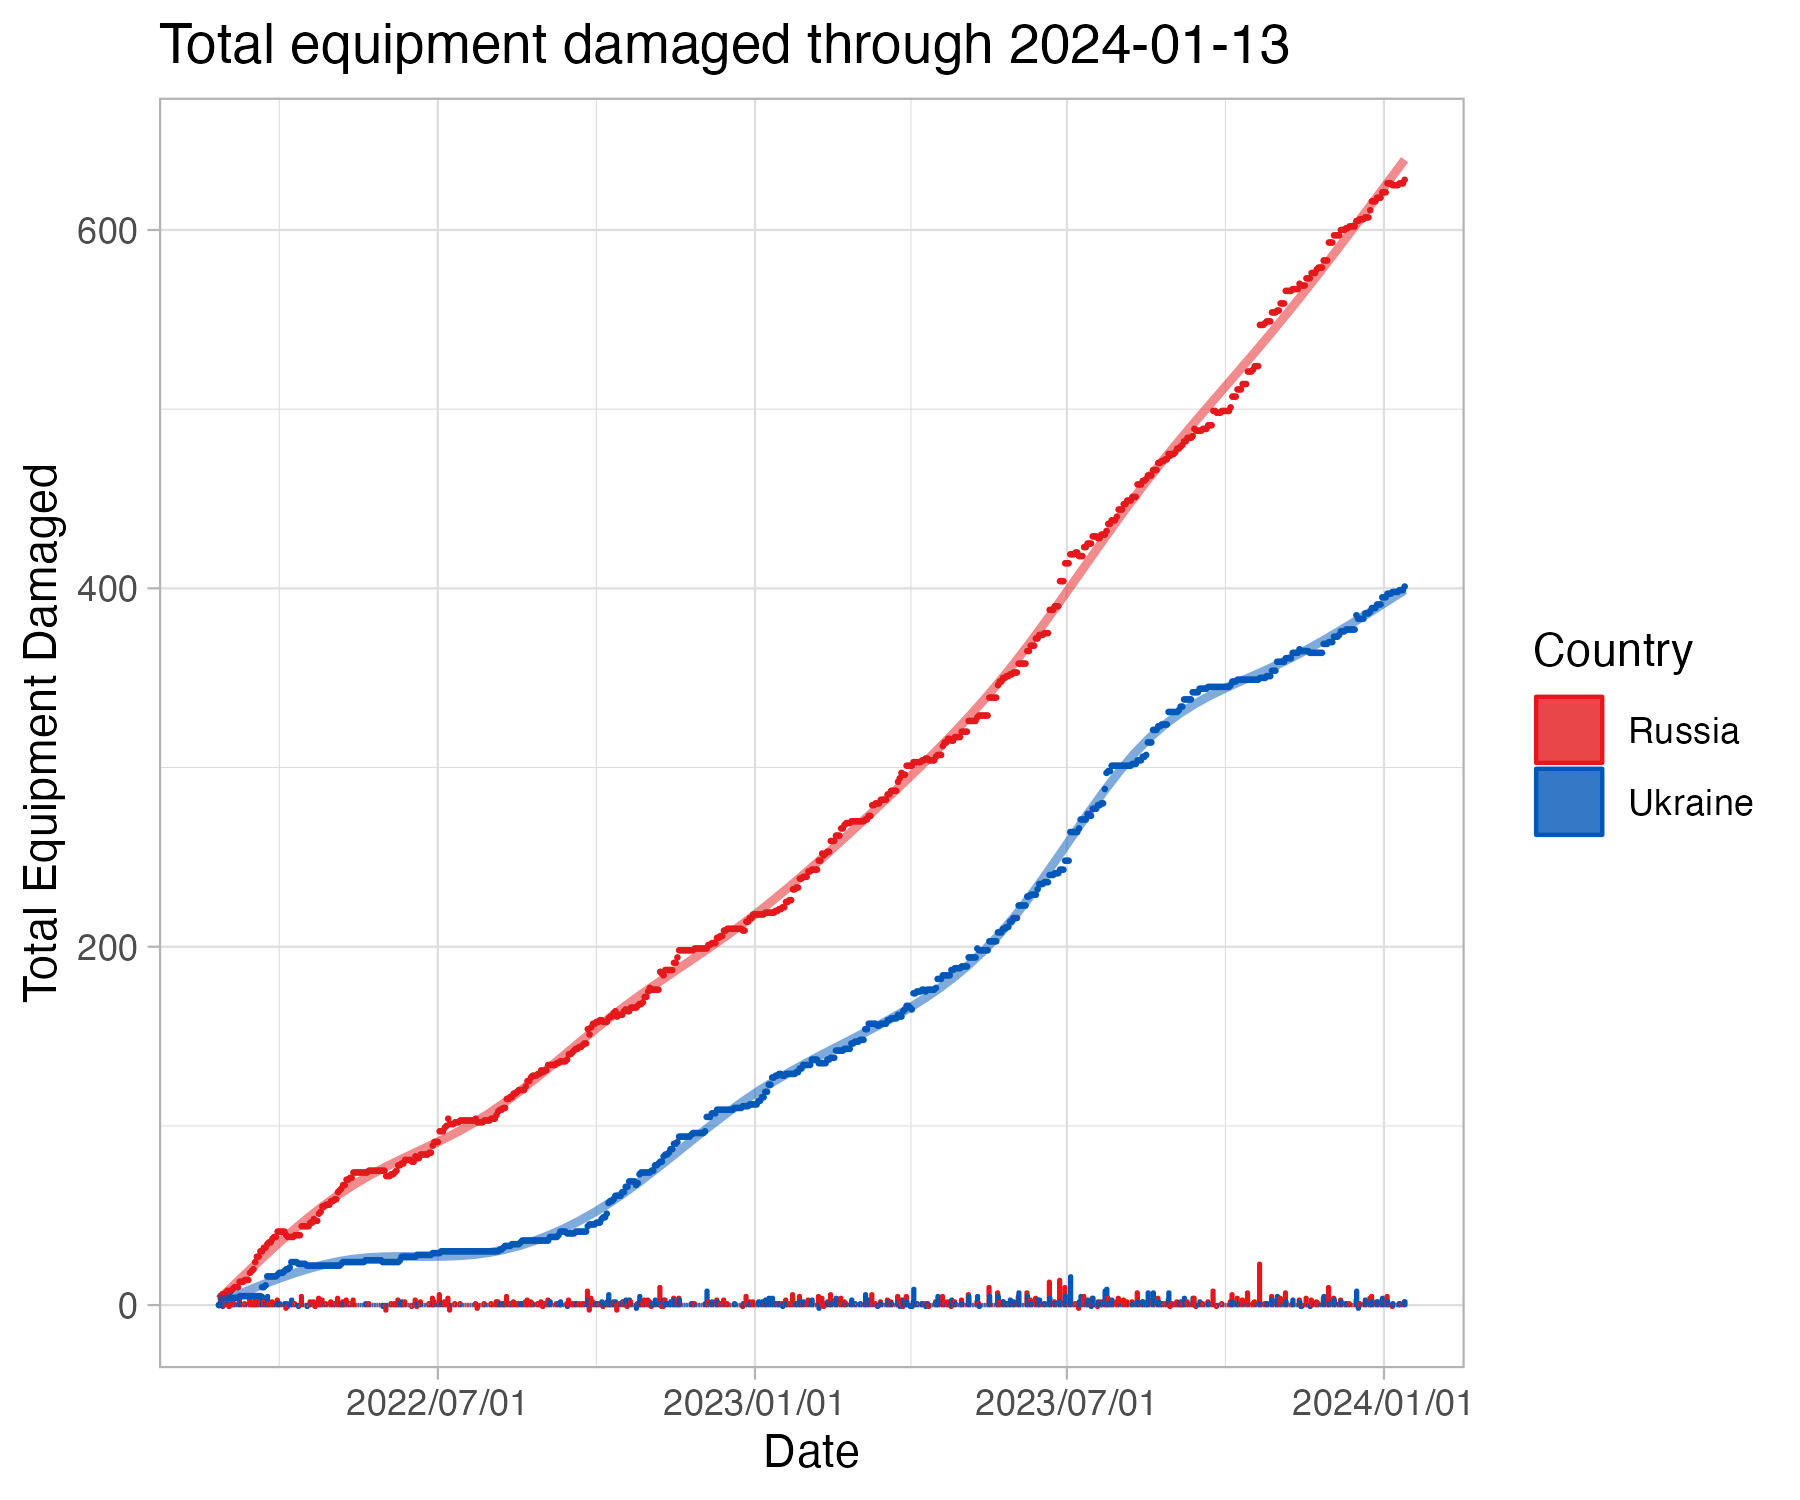 Total equipment damaged through 2024-01-13
Total Equipment Damaged
600
400
200
0
2022/07/01
2023/01/01
2023/07/01
2024/01/01
Date
Country
Russia
Ukraine